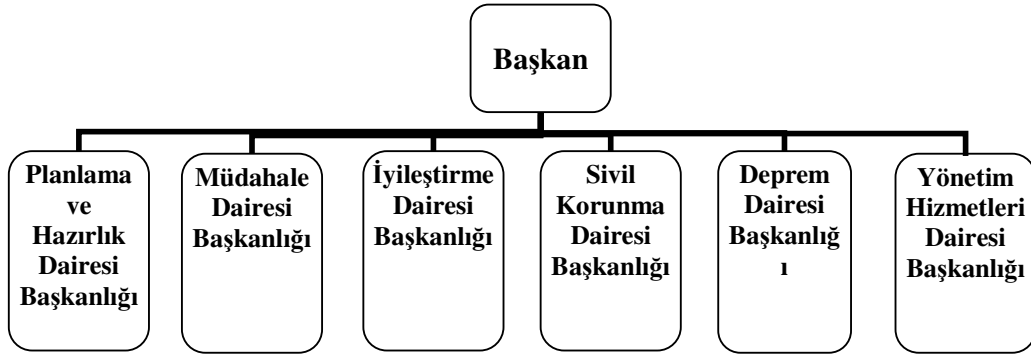 Başkan
Planlama
ve
Hazırlık
Dairesi
Başkanlığı
Müdahale
Dairesi
Başkanlığı
İyileştirme
Dairesi
Başkanlığı
Sivil
Korunma
Dairesi
Başkanlığı
Deprem
Dairesi
Başkanlığ
ı
Yönetim
Hizmetleri
Dairesi
Başkanlığı